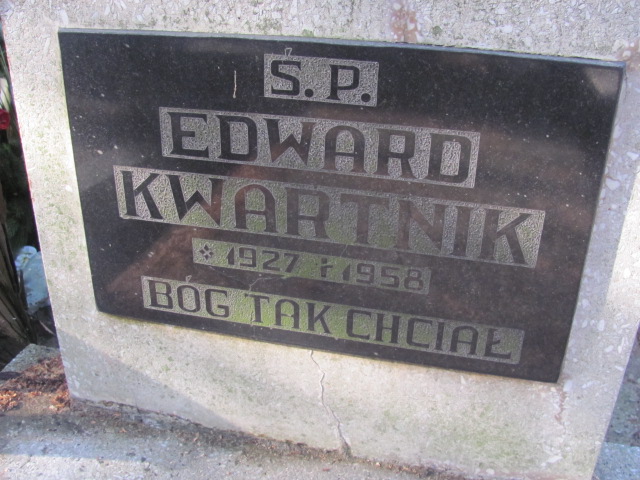 Ś.P.
EDWARD
KWARTNIK
* 1927 † 1958
BÓG TAK CHCIAŁ